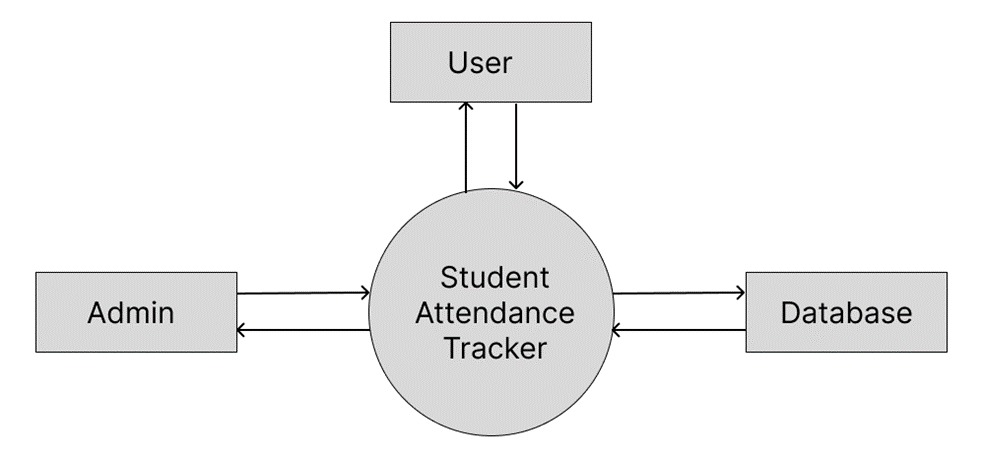 User
Admin
Student
Attendance
Tracker
Database